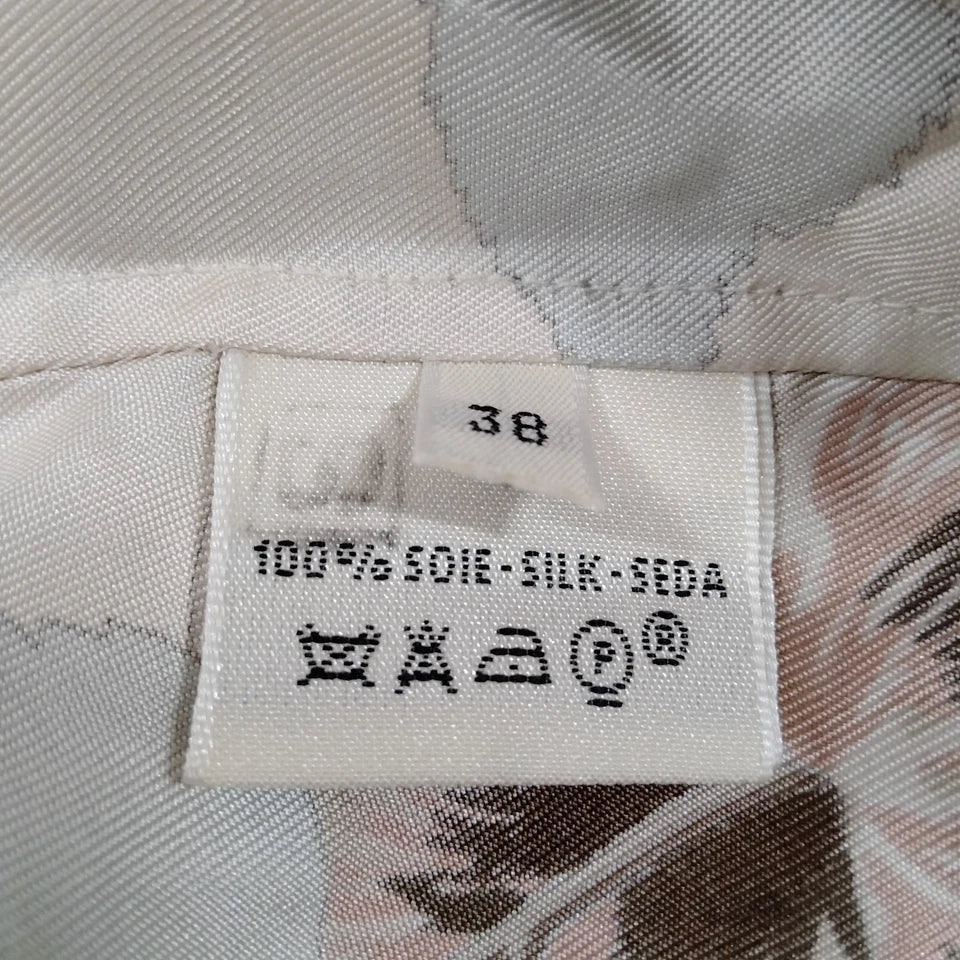 38
100% SOIE - SILK - SEDA
P ®